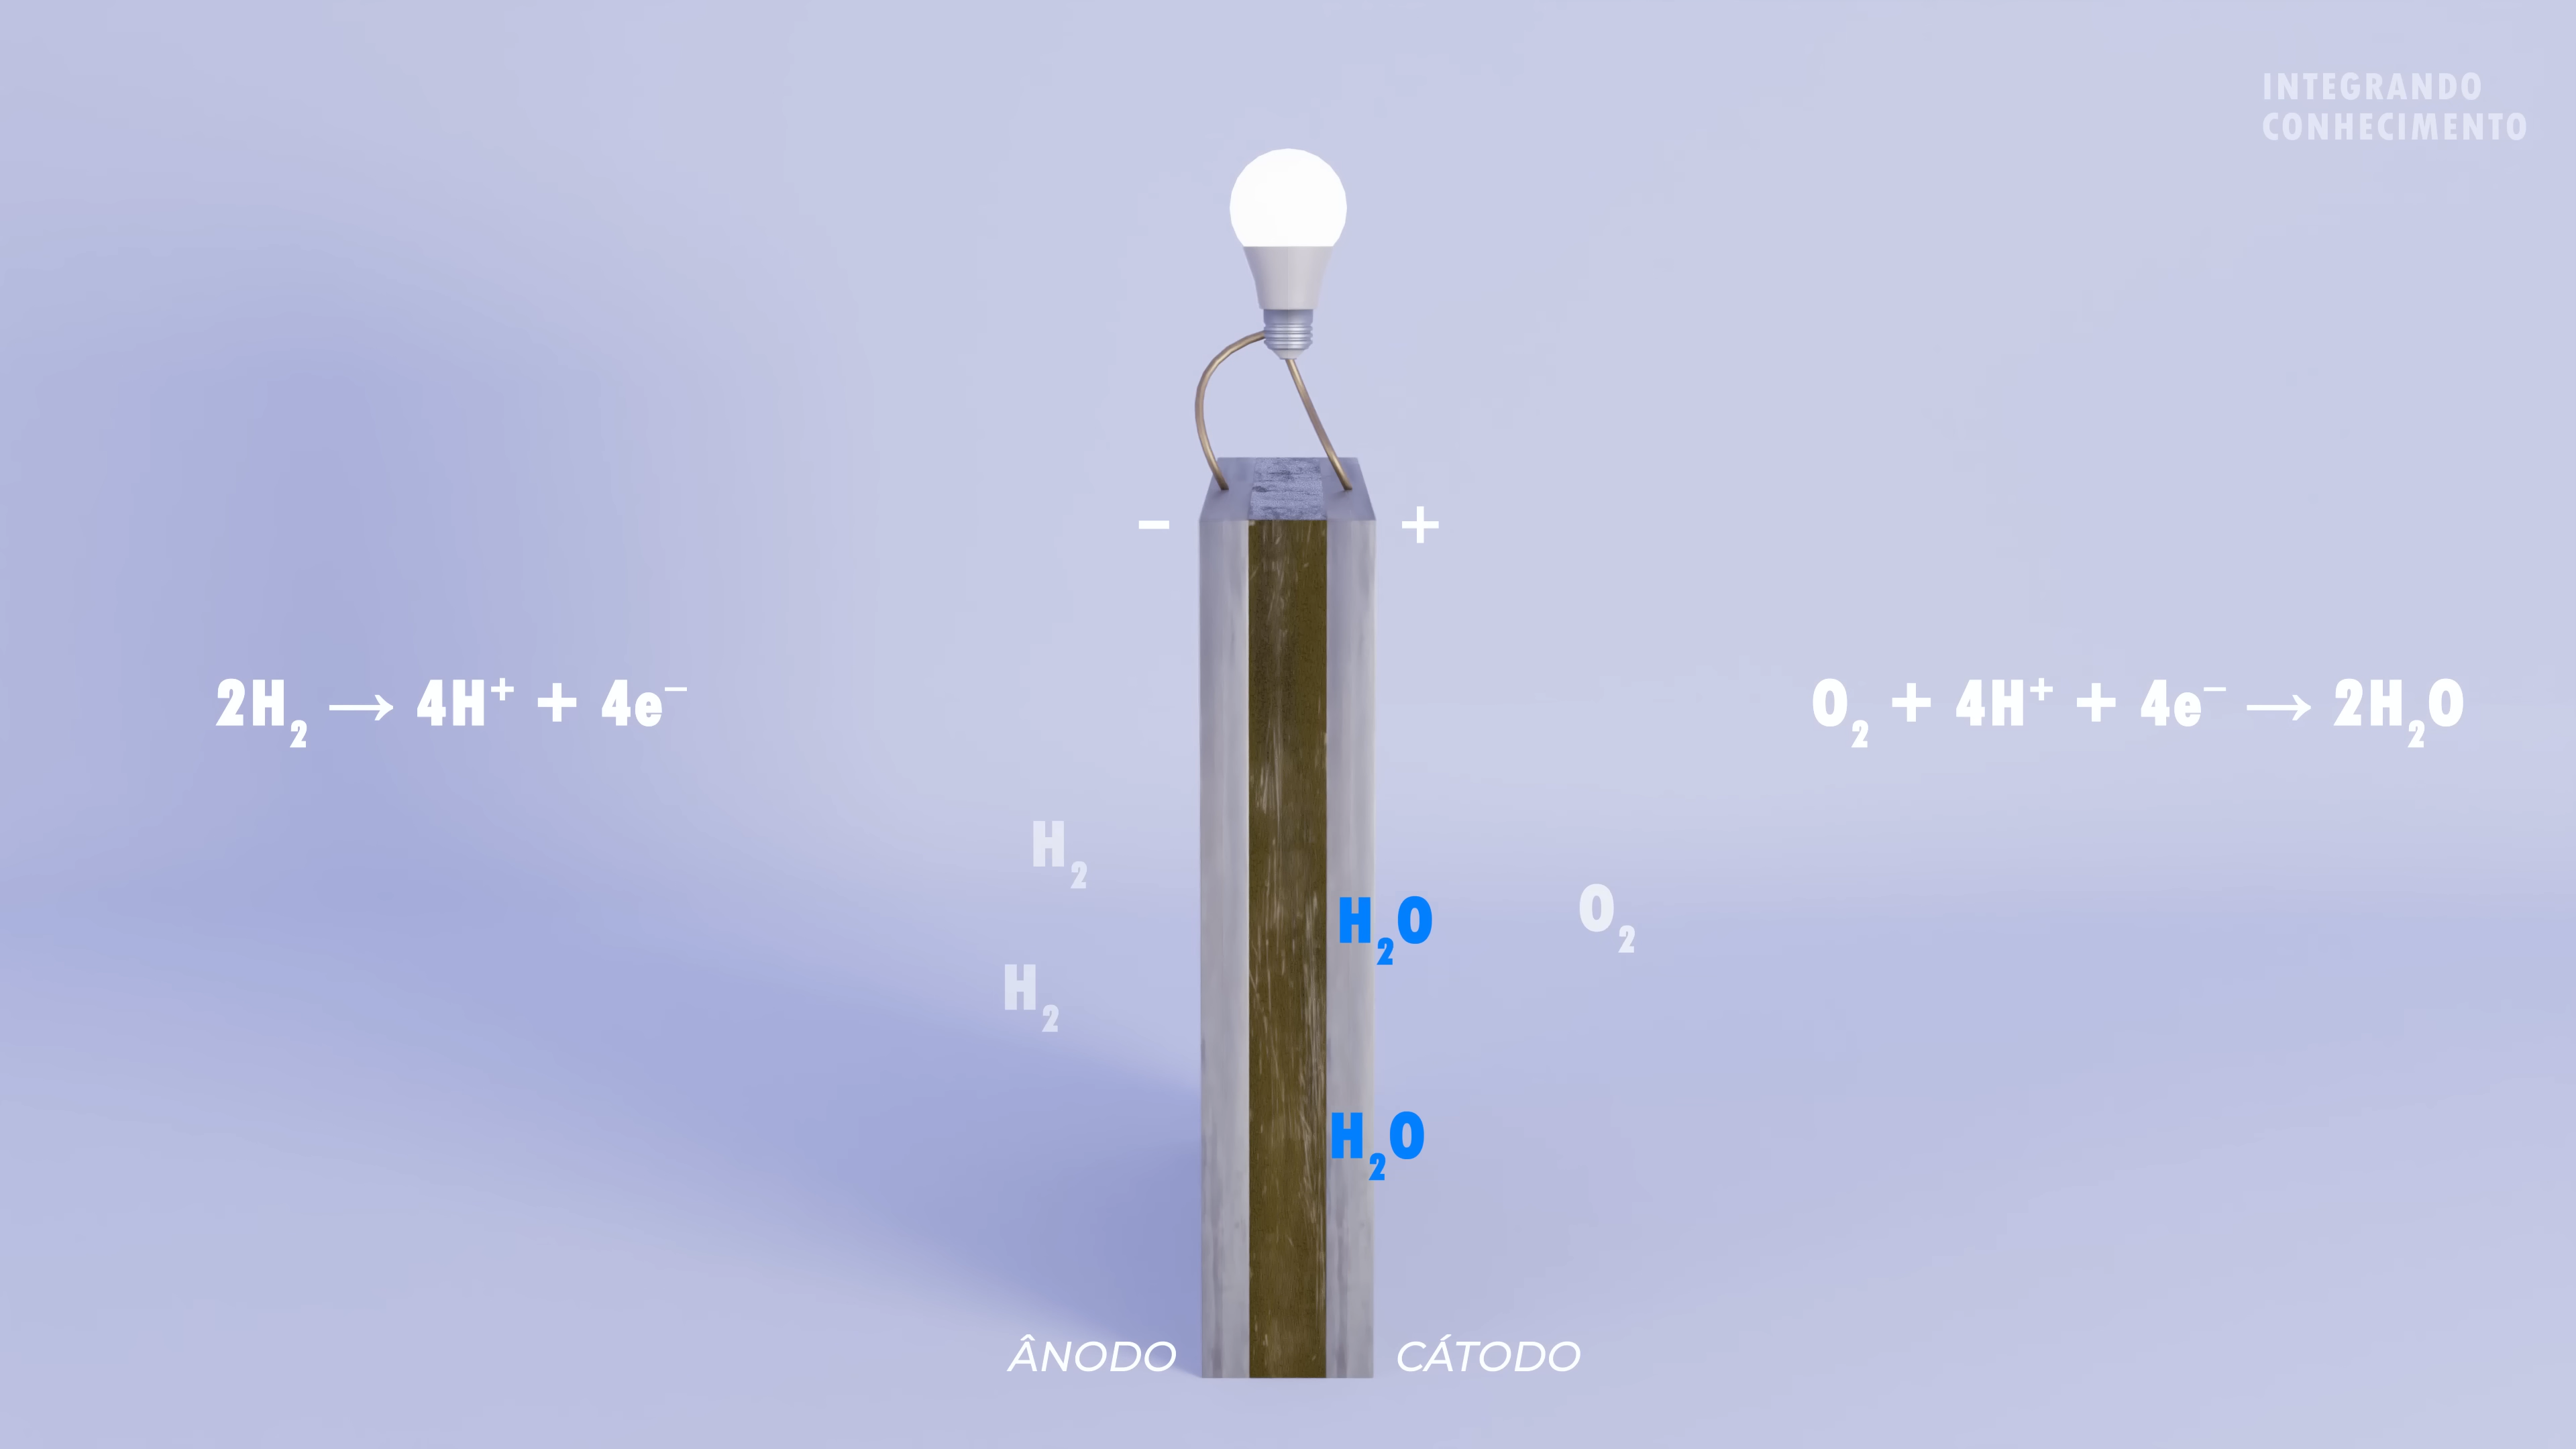 INTEGRANDO
CONHECIMENTO
− +
2H₂ → 4H⁺ + 4e⁻
O₂ + 4H⁺ + 4e⁻ → 2H₂O
H₂
H₂O
O₂
H₂
H₂O
ÂNODO
CÁTODO